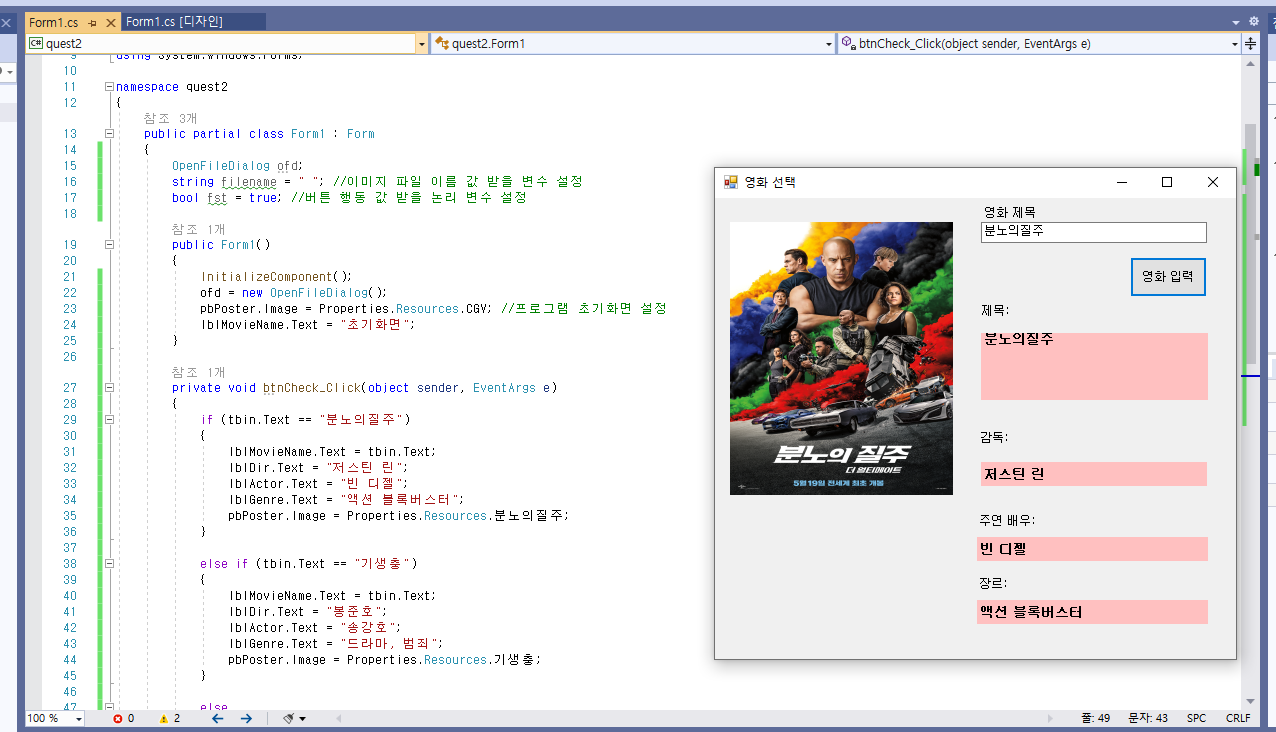 Form1.cs
Form1.cs [디자인]
C# quest2
quest2.Form1
btnCheck_Click(object sender, EventArgs e)
9 using System.Windows.Forms;
10
11 namespace quest2
12 {
참조 3개
13 public partial class Form1 : Form
14 {
15 OpenFileDialog ofd;
16 string filename = " "; //이미지 파일 이름 값 받을 변수 설정
17 bool fst = true; //버튼 행동 값 받을 논리 변수 설정
18
참조 1개
19 public Form1()
20 {
21 InitializeComponent();
22 ofd = new OpenFileDialog();
23 pbPoster.Image = Properties.Resources.CGV; //프로그램 초기화면 설정
24 lblMovieName.Text = "초기화면";
25 }
26
참조 1개
27 private void btnCheck_Click(object sender, EventArgs e)
28 {
29 if (tbin.Text == "분노의질주")
30 {
31 lblMovieName.Text = tbin.Text;
32 lblDir.Text = "저스틴 린";
33 lblActor.Text = "빈 디젤";
34 lblGenre.Text = "액션 블록버스터";
35 pbPoster.Image = Properties.Resources.분노의질주;
36 }
37
38 else if (tbin.Text == "기생충")
39 {
40 lblMovieName.Text = tbin.Text;
41 lblDir.Text = "봉준호";
42 lblActor.Text = "송강호";
43 lblGenre.Text = "드라마, 범죄";
44 pbPoster.Image = Properties.Resources.기생충;
45 }
46
47 else
100 %
0
2
줄: 49
문자: 43
SPC
CRLF
영화 선택
영화 제목
분노의질주
영화 입력
제목:
분노의질주
감독:
저스틴 린
주연 배우:
빈 디젤
장르:
액션 블록버스터
분노의 질주
더 얼티메이트
5월 19일 전세계 최초 개봉